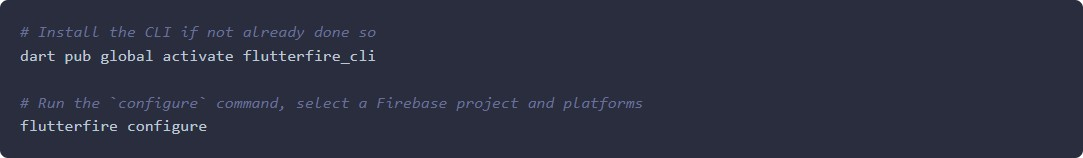 # Install the CLI if not already done so
dart pub global activate flutterfire_cli
# Run the `configure` command, select a Firebase project and platforms
flutterfire configure